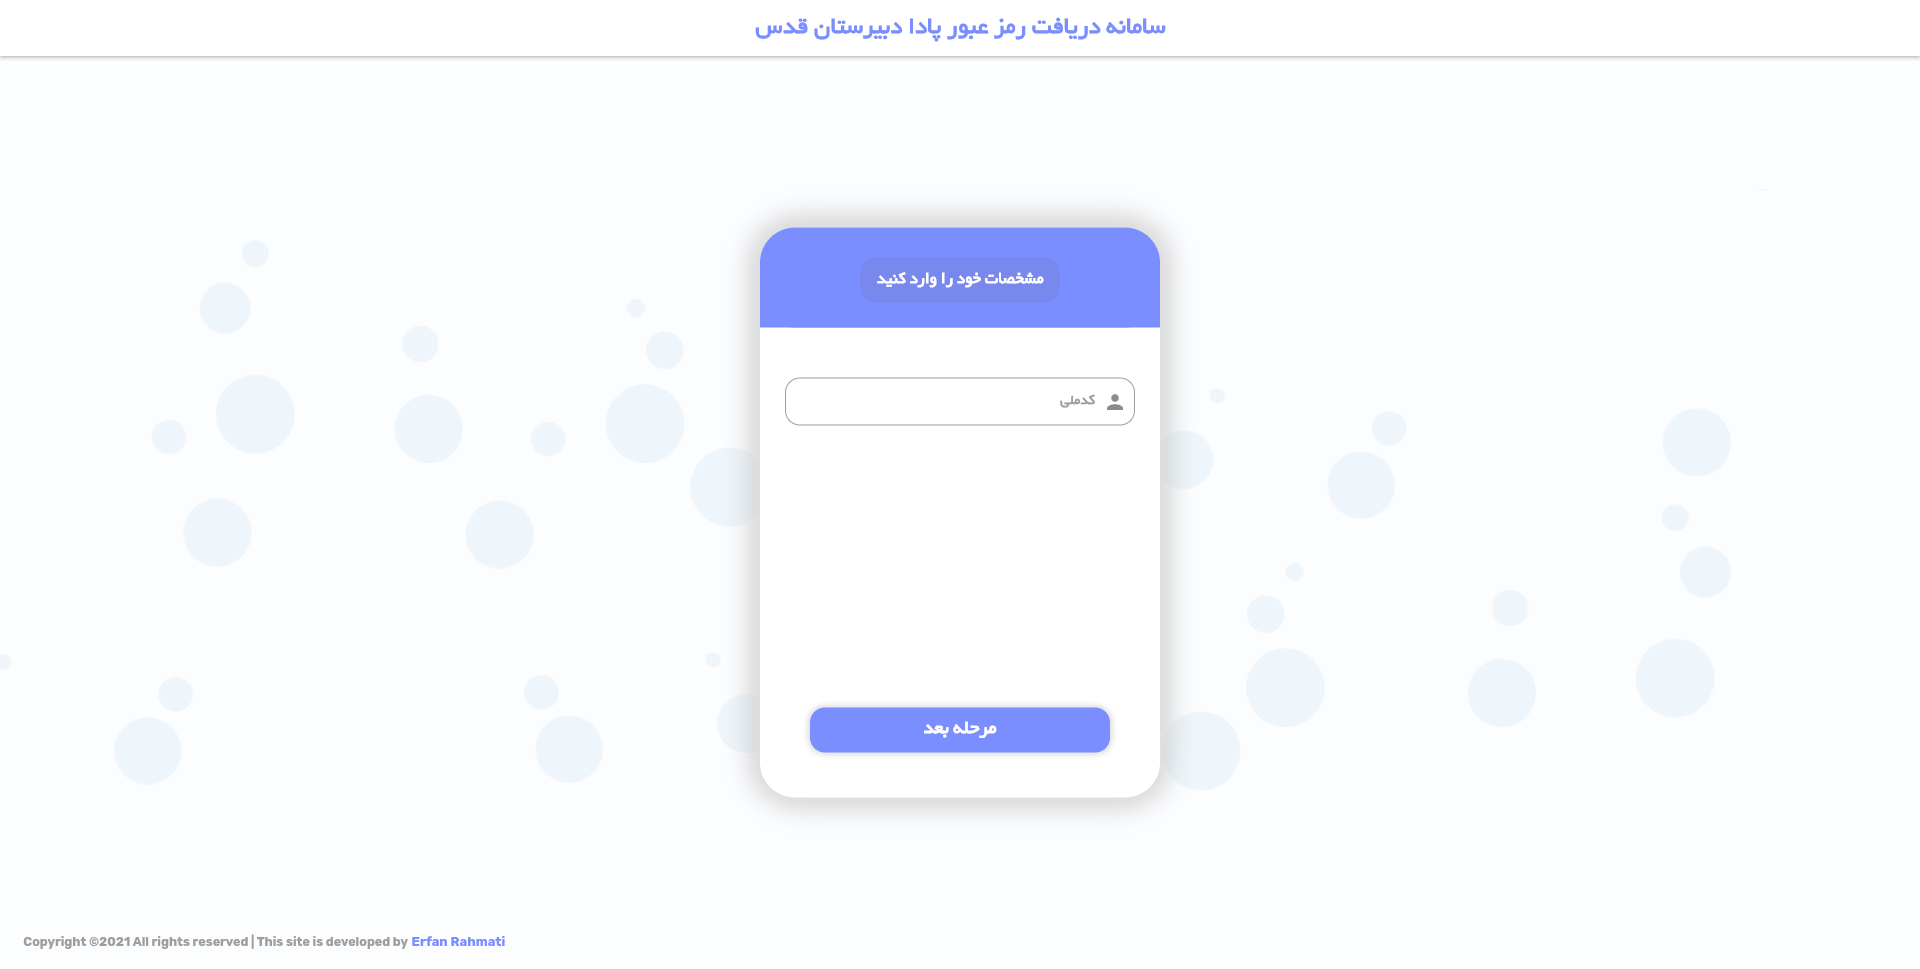 سامانه دریافت رمز عبور پادا دبیرستان قدس
مشخصات خود را وارد کنید
کدملی
مرحله بعد
Copyright ©2021 All rights reserved | This site is developed by Erfan Rahmati